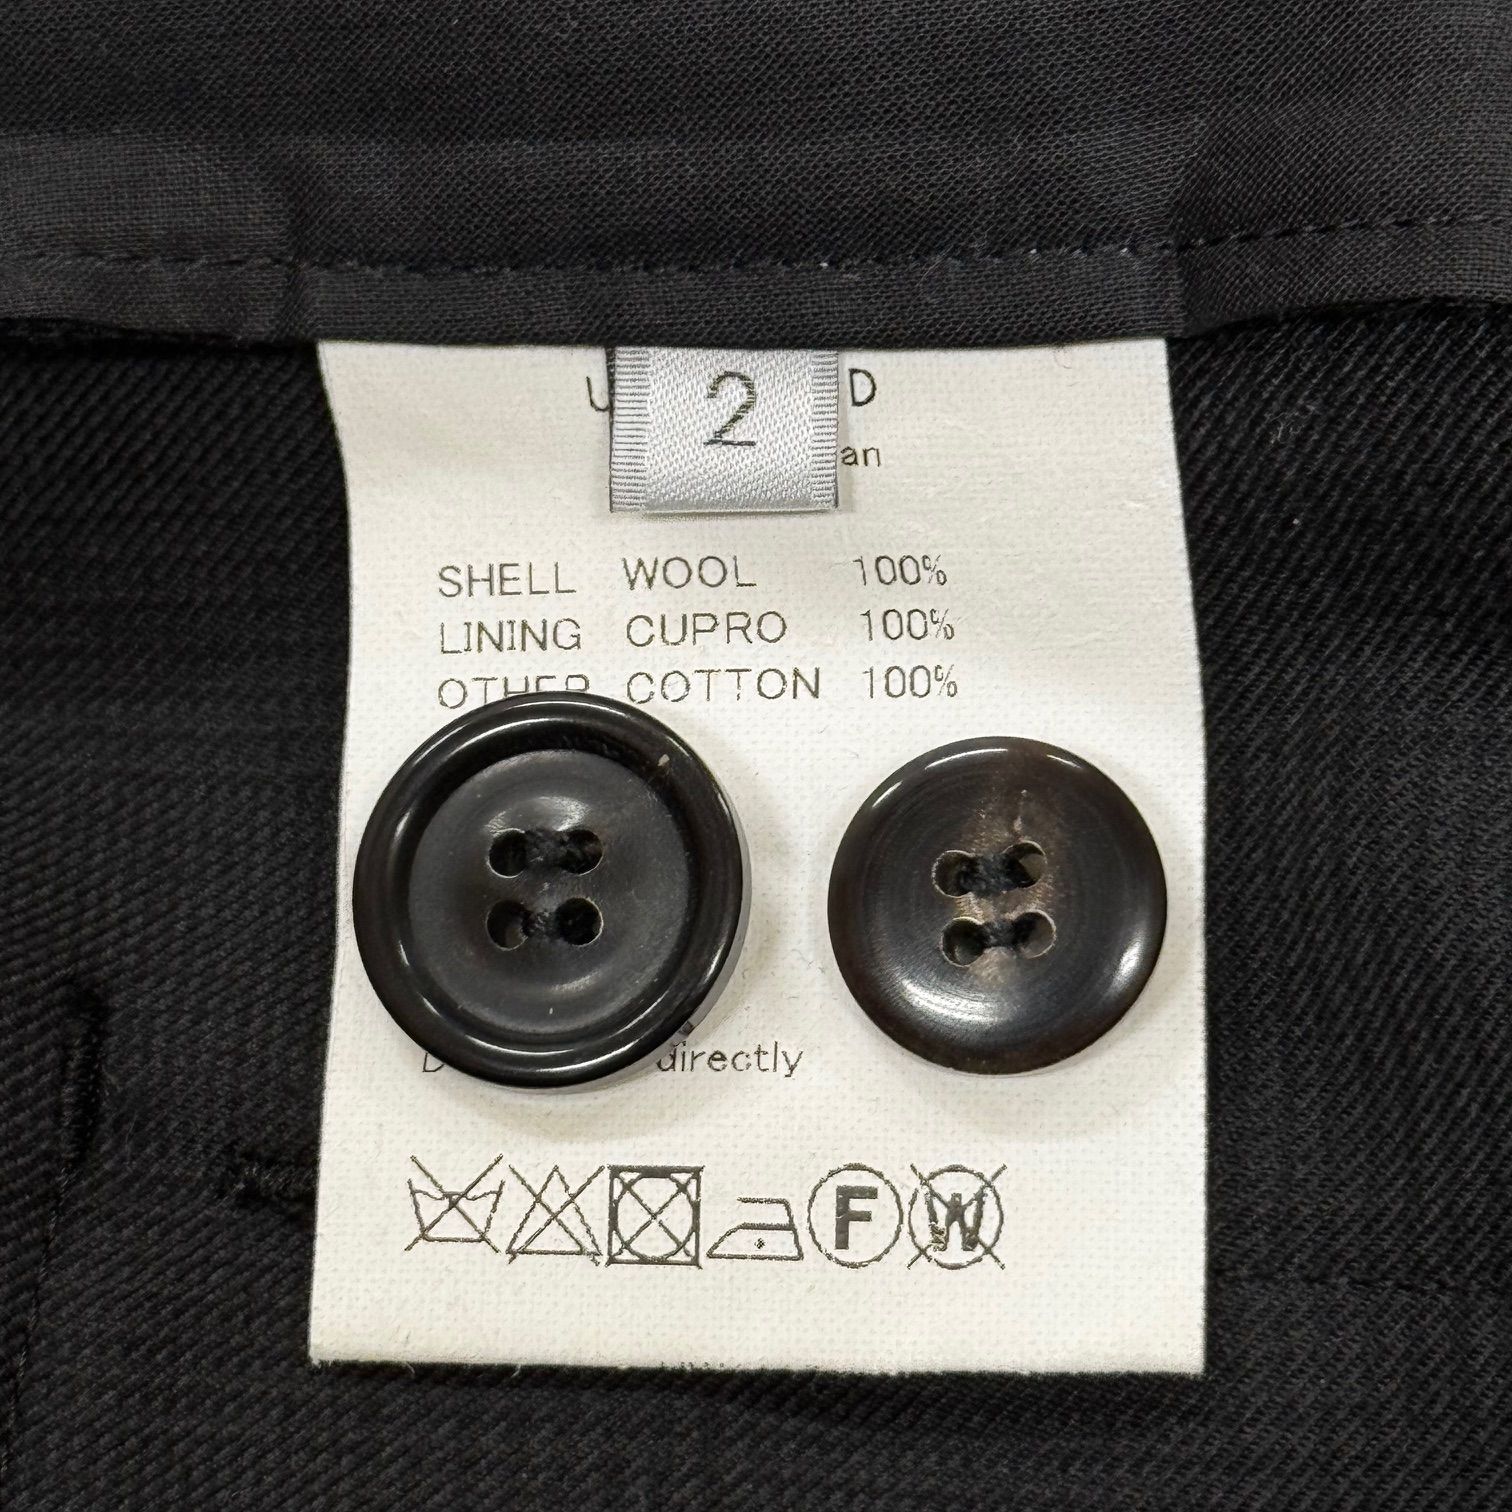 2
SHELL WOOL 100%
LINING CUPRO 100%
OTHER COTTON 100%
directly
F W